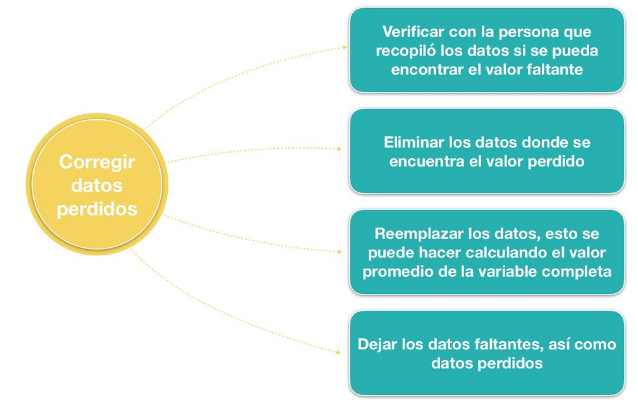 Corregir
datos
perdidos
Verificar con la persona que
recopiló los datos si se pueda
encontrar el valor faltante
Eliminar los datos donde se
encuentra el valor perdido
Reemplazar los datos, esto se
puede hacer calculando el valor
promedio de la variable completa
Dejar los datos faltantes, así como
datos perdidos